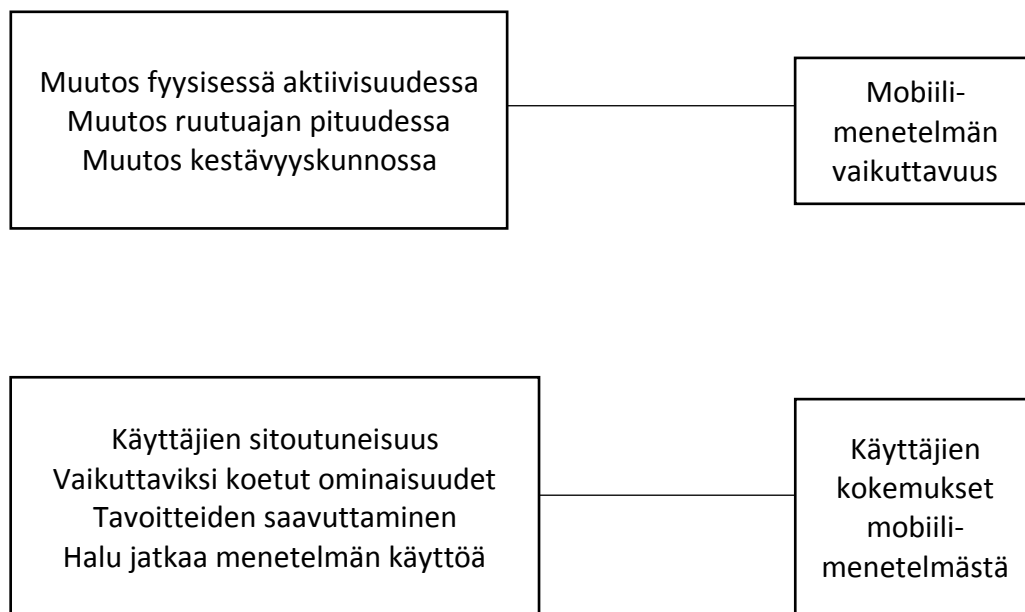 Muutos fyysisessä aktiivisuudessa
Muutos ruutuajan pituudessa
Muutos kestävyyskunnossa
Mobiili-
menetelmän
vaikuttavuus
Käyttäjien sitoutuneisuus
Vaikuttaviksi koetut ominaisuudet
Tavoitteiden saavuttaminen
Halu jatkaa menetelmän käyttöä
Käyttäjien
kokemukset
mobiili-
menetelmästä